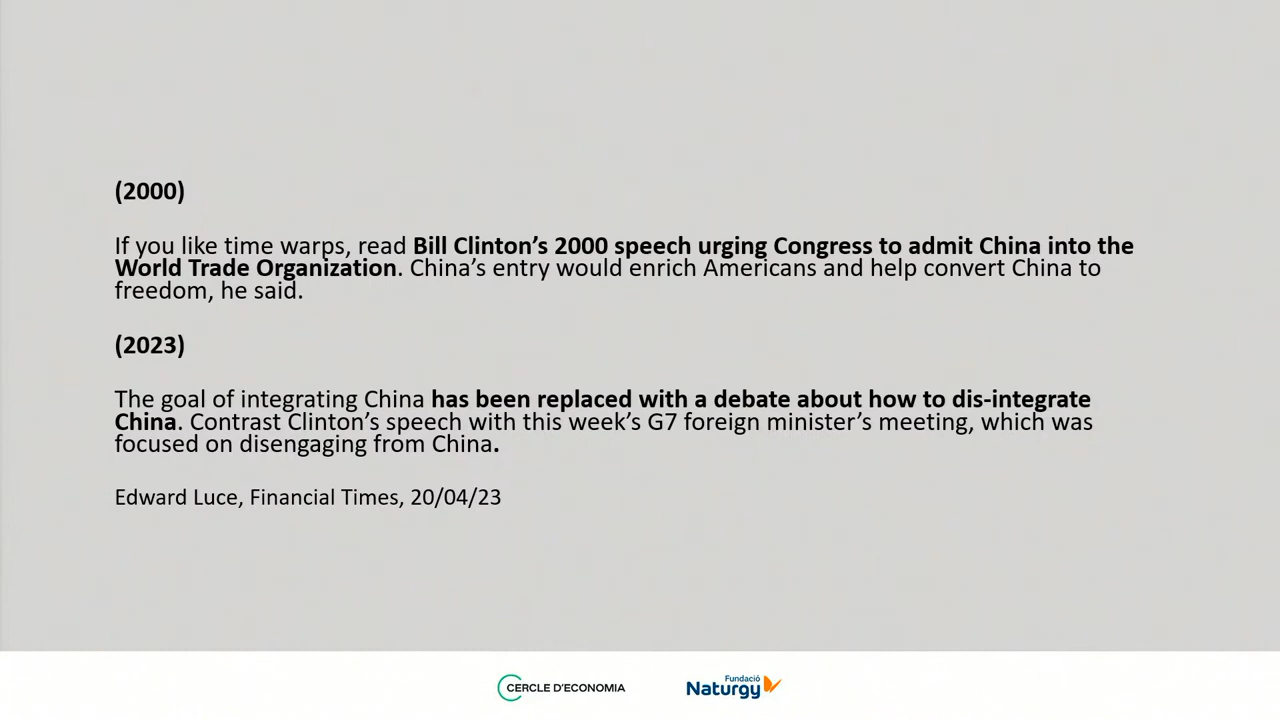 (2000)
If you like time warps, read Bill Clinton’s 2000 speech urging Congress to admit China into the
World Trade Organization. China’s entry would enrich Americans and help convert China to
freedom, he said.
(2023)
The goal of integrating China has been replaced with a debate about how to dis-integrate
China. Contrast Clinton’s speech with this week’s G7 foreign minister’s meeting, which was
focused on disengaging from China.
Edward Luce, Financial Times, 20/04/23
CERCLE D'ECONOMIA
Fundació
Naturgy